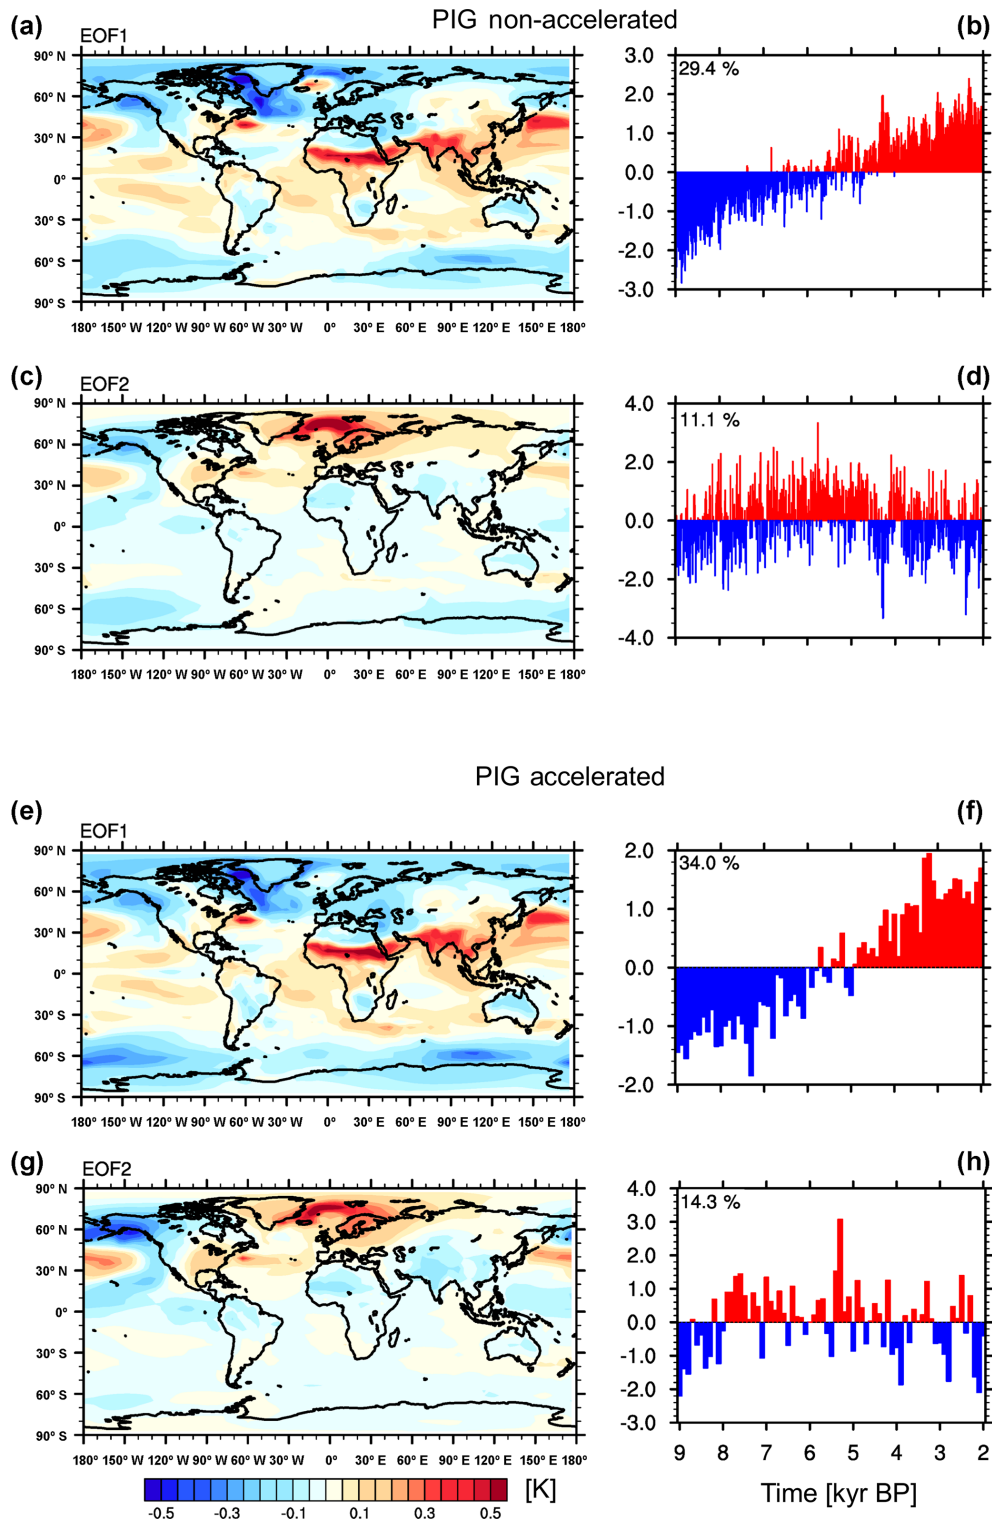 PIG non-accelerated
(a)
EOF1
90° N
60° N
30° N
0°
30° S
60° S
90° S
180° 150° W 120° W 90° W 60° W 30° W 0° 30° E 60° E 90° E 120° E 150° E 180°
(b)
29.4 %
3.0
2.0
1.0
0.0
-1.0
-2.0
-3.0
(c)
EOF2
90° N
60° N
30° N
0°
30° S
60° S
90° S
180° 150° W 120° W 90° W 60° W 30° W 0° 30° E 60° E 90° E 120° E 150° E 180°
(d)
11.1 %
4.0
2.0
0.0
-2.0
-4.0
PIG accelerated
(e)
EOF1
90° N
60° N
30° N
0°
30° S
60° S
90° S
180° 150° W 120° W 90° W 60° W 30° W 0° 30° E 60° E 90° E 120° E 150° E 180°
(f)
34.0 %
2.0
1.0
0.0
-1.0
-2.0
(g)
EOF2
90° N
60° N
30° N
0°
30° S
60° S
90° S
180° 150° W 120° W 90° W 60° W 30° W 0° 30° E 60° E 90° E 120° E 150° E 180°
-0.5 -0.3 -0.1 0.1 0.3 0.5
[K]
(h)
14.3 %
4.0
3.0
2.0
1.0
0.0
-1.0
-2.0
-3.0
9 8 7 6 5 4 3 2
Time [kyr BP]